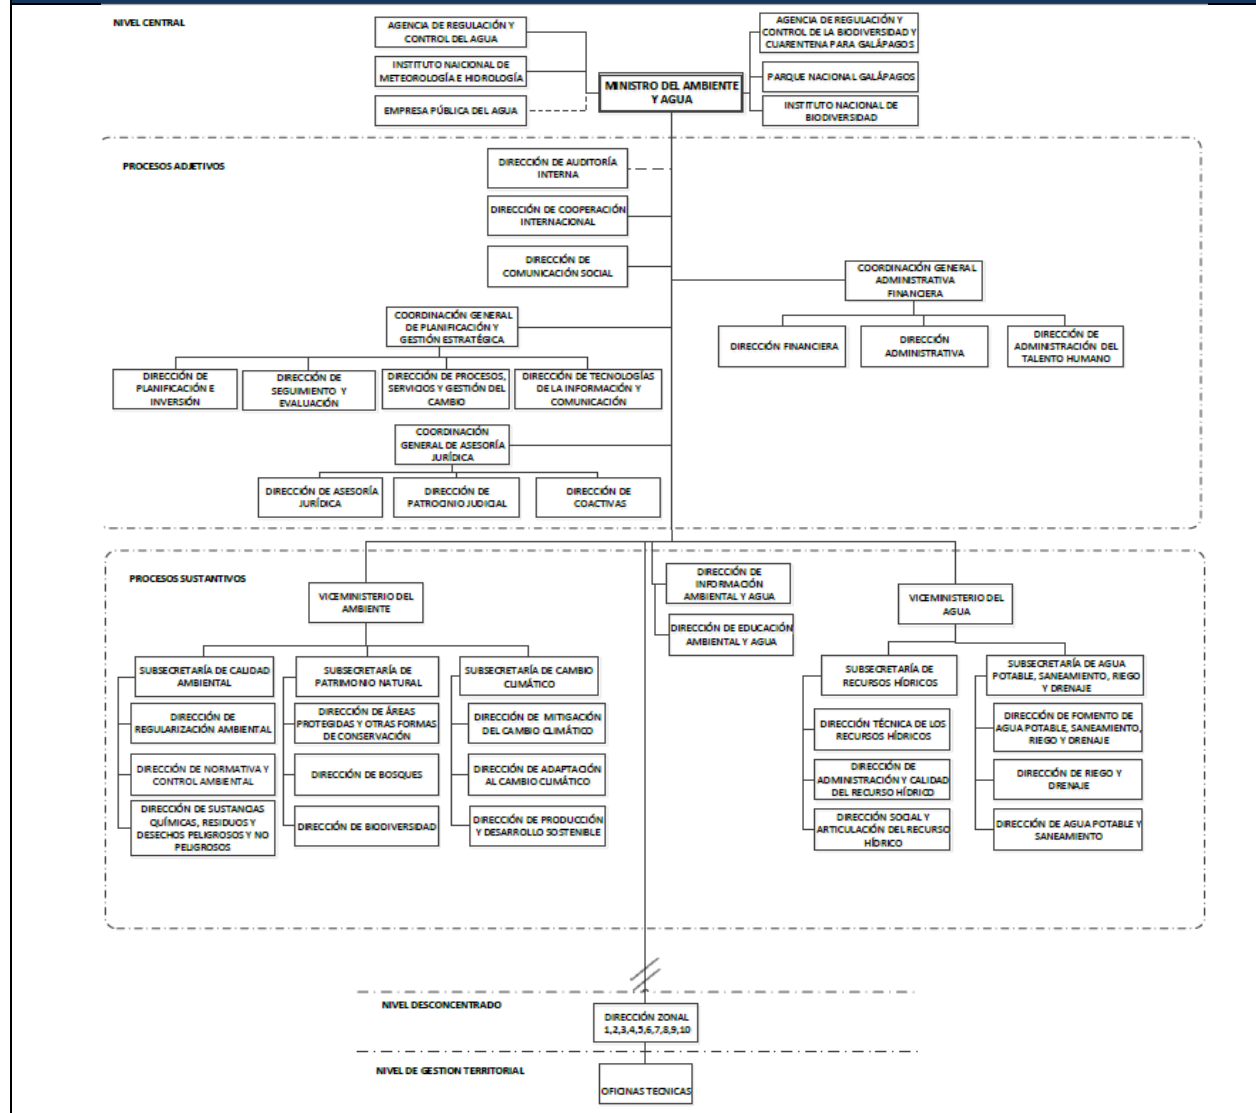 NIVEL CENTRAL
AGENCIA DE REGULACIÓN Y
CONTROL DEL AGUA
INSTITUTO NAICIONAL DE
METEOROLOGÍA E HIDROLOGÍA
EMPRESA PÚBLICA DEL AGUA
MINISTRO DEL AMBIENTE
Y AGUA
AGENCIA DE REGULACIÓN Y
CONTROL DE LA BIODIVERSIDAD Y
CUARENTENA PARA GALÁPAGOS
PARQUE NACIONAL GALÁPAGOS
INSTITUTO NACIONAL DE
BIODIVERSIDAD
PROCESOS ADJETIVOS
DIRECCIÓN DE AUDITORÍA
INTERNA
DIRECCIÓN DE COOPERACIÓN
INTERNACIONAL
DIRECCIÓN DE
COMUNICACIÓN SOCIAL
COORDINACIÓN GENERAL
ADMINISTRATIVA
FINANCIERA
DIRECCIÓN FINANCIERA
DIRECCIÓN
ADMINISTRATIVA
DIRECCIÓN DE
ADMINISTRACIÓN DEL
TALENTO HUMANO
COORDINACIÓN GENERAL
DE PLANIFICACIÓN Y
GESTIÓN ESTRATÉGICA
DIRECCIÓN DE
PLANIFICACIÓN E
INVERSIÓN
DIRECCIÓN DE
SEGUIMIENTO Y
EVALUACIÓN
DIRECCIÓN DE PROCESOS,
SERVICIOS Y GESTIÓN DEL
CAMBIO
DIRECCIÓN DE TECNOLOGÍAS
DE LA INFORMACIÓN Y
COMUNICACIÓN
COORDINACIÓN
GENERAL DE ASESORÍA
JURÍDICA
DIRECCIÓN DE ASESORÍA
JURÍDICA
DIRECCIÓN DE
PATROCINIO JUDICIAL
DIRECCIÓN DE
COACTIVAS
PROCESOS SUSTANTIVOS
VICEMINISTERIO DEL
AMBIENTE
DIRECCIÓN DE
INFORMACIÓN
AMBIENTAL Y AGUA
DIRECCIÓN DE EDUCACIÓN
AMBIENTAL Y AGUA
VICEMINISTERIO DEL
AGUA
SUBSECRETARÍA DE CALIDAD
AMBIENTAL
DIRECCIÓN DE
REGULARIZACIÓN AMBIENTAL
DIRECCIÓN DE NORMATIVA Y
CONTROL AMBIENTAL
DIRECCIÓN DE SUSTANCIAS
QUÍMICAS, RESIDUOS Y
DESECHOS PELIGROSOS Y NO
PELIGROSOS
SUBSECRETARÍA DE
PATRIMONIO NATURAL
DIRECCIÓN DE ÁREAS
PROTEGIDAS Y OTRAS FORMAS
DE CONSERVACIÓN
DIRECCIÓN DE BOSQUES
DIRECCIÓN DE BIODIVERSIDAD
SUBSECRETARÍA DE CAMBIO
CLIMÁTICO
DIRECCIÓN DE MITIGACIÓN
DEL CAMBIO CLIMÁTICO
DIRECCIÓN DE ADAPTACIÓN
AL CAMBIO CLIMÁTICO
DIRECCIÓN DE PRODUCCIÓN
Y DESARROLLO SOSTENIBLE
SUBSECRETARÍA DE
RECURSOS HÍDRICOS
DIRECCIÓN TÉCNICA DE LOS
RECURSOS HÍDRICOS
DIRECCIÓN DE
ADMINISTRACIÓN Y CALIDAD
DEL RECURSO HÍDRICO
DIRECCIÓN SOCIAL Y
ARTICULACIÓN DEL RECURSO
HÍDRICO
SUBSECRETARÍA DE AGUA
POTABLE, SANEAMIENTO, RIEGO
Y DRENAJE
DIRECCIÓN DE FOMENTO DE
AGUA POTABLE, SANEAMIENTO,
RIEGO Y DRENAJE
DIRECCIÓN DE RIEGO Y
DRENAJE
DIRECCIÓN DE AGUA POTABLE Y
SANEAMIENTO
NIVEL DESCONCENTRADO
DIRECCIÓN ZONAL
1,2,3,4,5,6,7,8,9,10
NIVEL DE GESTION TERRITORIAL
OFICINAS TECNICAS